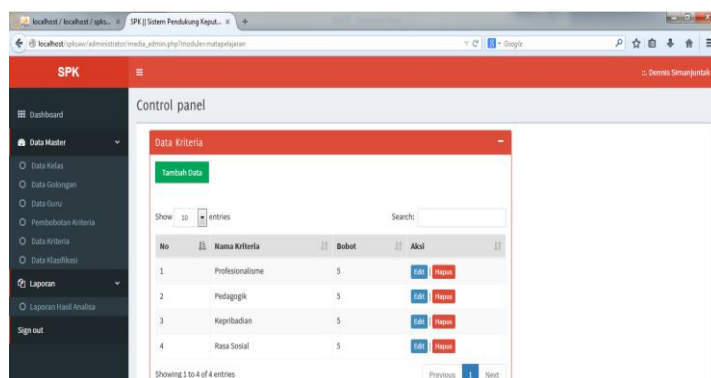 localhost / localhost / spks...
SPK || Sistem Pendukung Keput...
localhost/spksaw/administrator/media_admin.php?module=matapelajaran
Google
SPK
::. Dennis Simanjuntak
Dashboard
Control panel
Data Master
Data Kriteria
Data Kelas
Tambah Data
Data Golongan
Data Guru
Pembobotan Kriteria
Show 10 entries Search:
Data Kriteria
No Nama Kriteria Bobot Aksi
Data Klasifikasi
1 Profesionalisme 5 Edit | Hapus
Laporan
2 Pedagogik 5 Edit | Hapus
Laporan Hasil Analisa
3 Kepribadian 5 Edit | Hapus
Sign out
4 Rasa Sosial 5 Edit | Hapus
Showing 1 to 4 of 4 entries Previous 1 Next